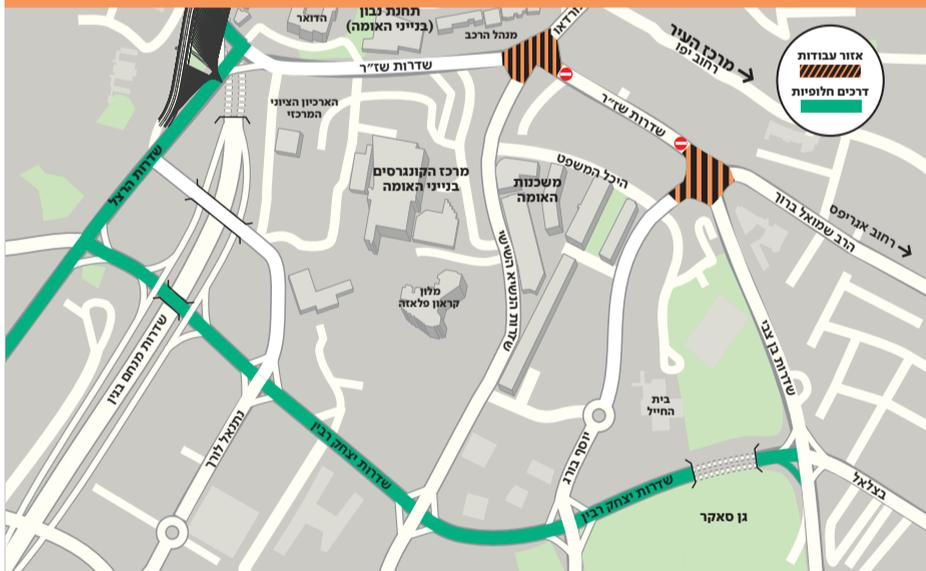 הדואר
תחנת נבון
(בנייני האומה)
מנהל הרכב
מרכז העיר
רחוב יפו
אזור עבודות
דרכים חלופיות
שדרות שז״ר
שדרות שז״ר
הארכיון הציוני
המרכזי
מרכז הקונגרסים
בנייני האומה
היכל המשפט
משכנות
האומה
שדרות הרצל
רחוב אגריפס
הרב שמואל ברוך
שדרות הנשיא השישי
מלון
קראון פלאזה
שדרות מנחם בגין
שדרות בן צבי
בית
החייל
נתנאל לורך
שדרות יצחק רבין
יוסף בורג
שדרות יצחק רבין
בצלאל
גן סאקר